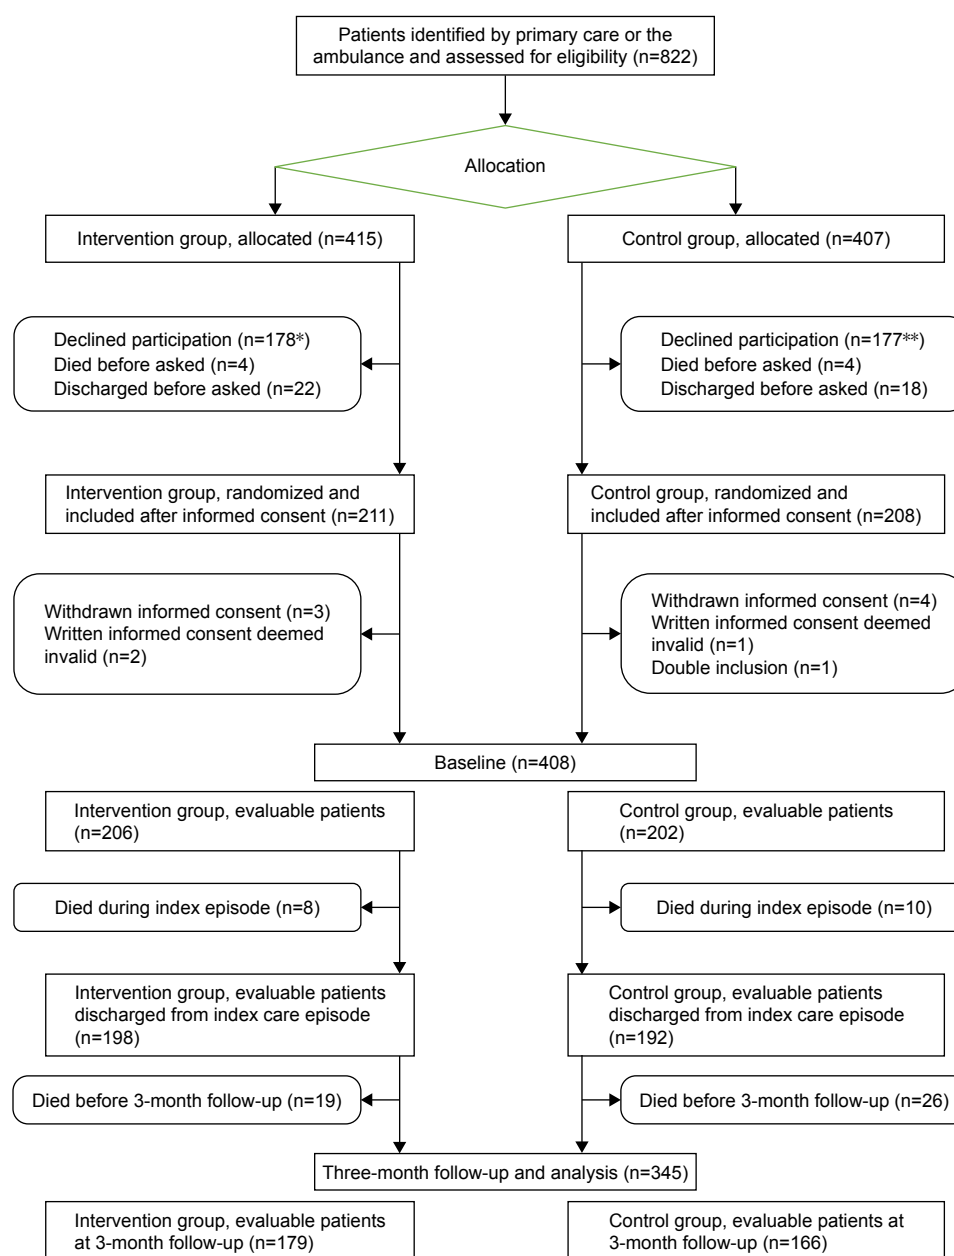 Patients identified by primary care or the
ambulance and assessed for eligibility (n=822)
Allocation
Intervention group, allocated (n=415)
Control group, allocated (n=407)
Declined participation (n=178*)
Died before asked (n=4)
Discharged before asked (n=22)
Declined participation (n=177**)
Died before asked (n=4)
Discharged before asked (n=18)
Intervention group, randomized and
included after informed consent (n=211)
Control group, randomized and
included after informed consent (n=208)
Withdrawn informed consent (n=3)
Written informed consent deemed
invalid (n=2)
Withdrawn informed consent (n=4)
Written informed consent deemed
invalid (n=1)
Double inclusion (n=1)
Baseline (n=408)
Intervention group, evaluable patients
(n=206)
Control group, evaluable patients
(n=202)
Died during index episode (n=8)
Died during index episode (n=10)
Intervention group, evaluable patients
discharged from index care episode
(n=198)
Control group, evaluable patients
discharged from index care episode
(n=192)
Died before 3-month follow-up (n=19)
Died before 3-month follow-up (n=26)
Three-month follow-up and analysis (n=345)
Intervention group, evaluable patients
at 3-month follow-up (n=179)
Control group, evaluable patients at
3-month follow-up (n=166)